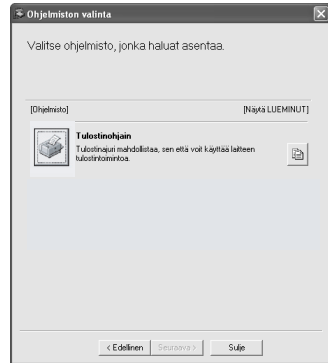 Ohjelmiston valinta
Valitse ohjelmisto, jonka haluat asentaa.
[Ohjelmisto] [Näytä LUEMINUT]
Tulostinohjain
Tulostinajuri mahdollistaa, sen että voit käyttää laitteen
tulostintoimintoa.
< Edellinen Seuraava > Sulje